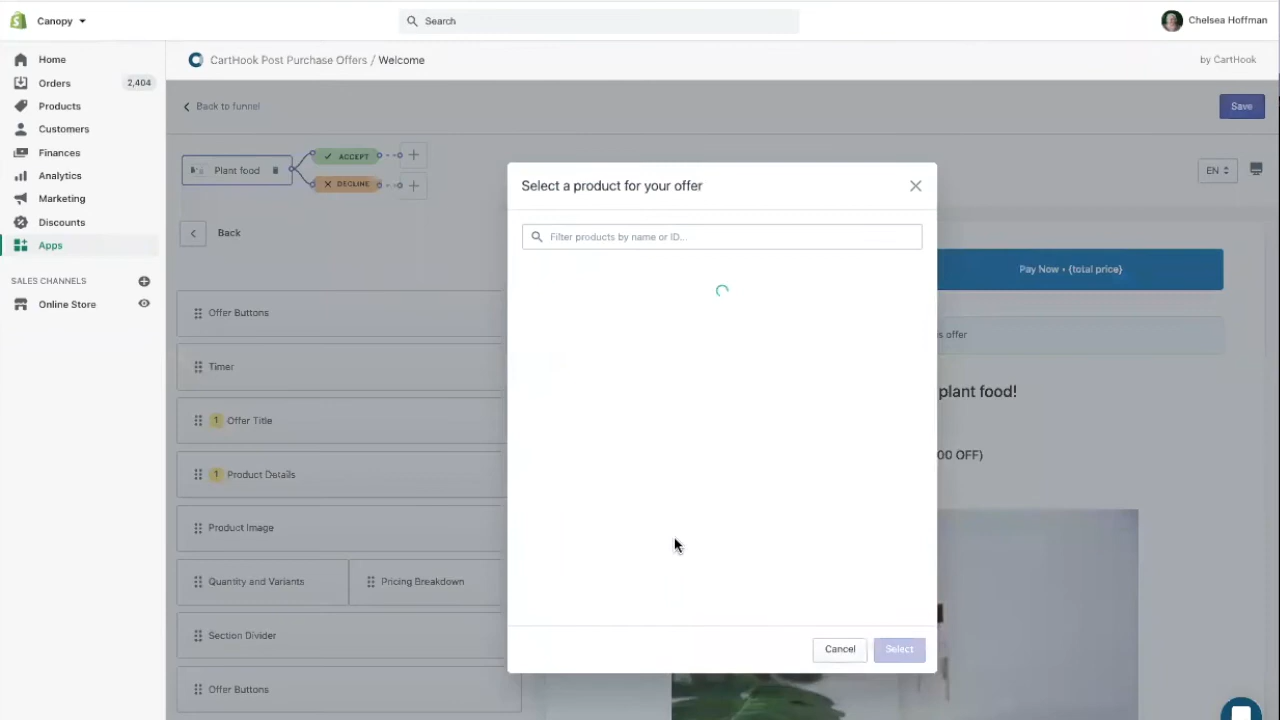 Canopy
Search
Chelsea Hoffman
Home
Orders 2,404
Products
Customers
Finances
Analytics
Marketing
Discounts
Apps
SALES CHANNELS
Online Store
CartHook Post Purchase Offers / Welcome
by CartHook
Back to funnel
Save
Plant food
ACCEPT
DECLINE
EN
Back
Offer Buttons
Timer
1 Offer Title
1 Product Details
Product Image
Quantity and Variants
Pricing Breakdown
Section Divider
Offer Buttons
Select a product for your offer
Filter products by name or ID...
Cancel
Select
Pay Now • {total price}
s offer
plant food!
00 OFF)